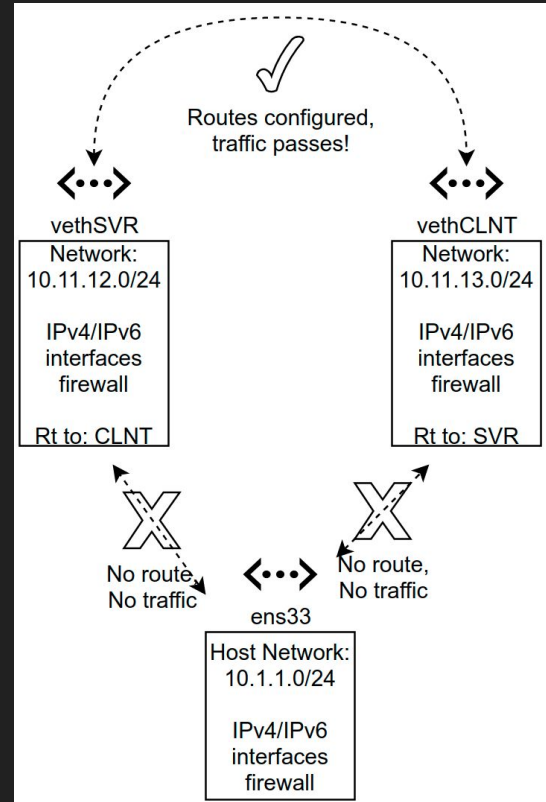 Routes configured,
traffic passes!
vethSVR
Network:
10.11.12.0/24
IPv4/IPv6
interfaces
firewall
Rt to: CLNT
vethCLNT
Network:
10.11.13.0/24
IPv4/IPv6
interfaces
firewall
Rt to: SVR
No route,
No traffic
No route,
No traffic
ens33
Host Network:
10.1.1.0/24
IPv4/IPv6
interfaces
firewall